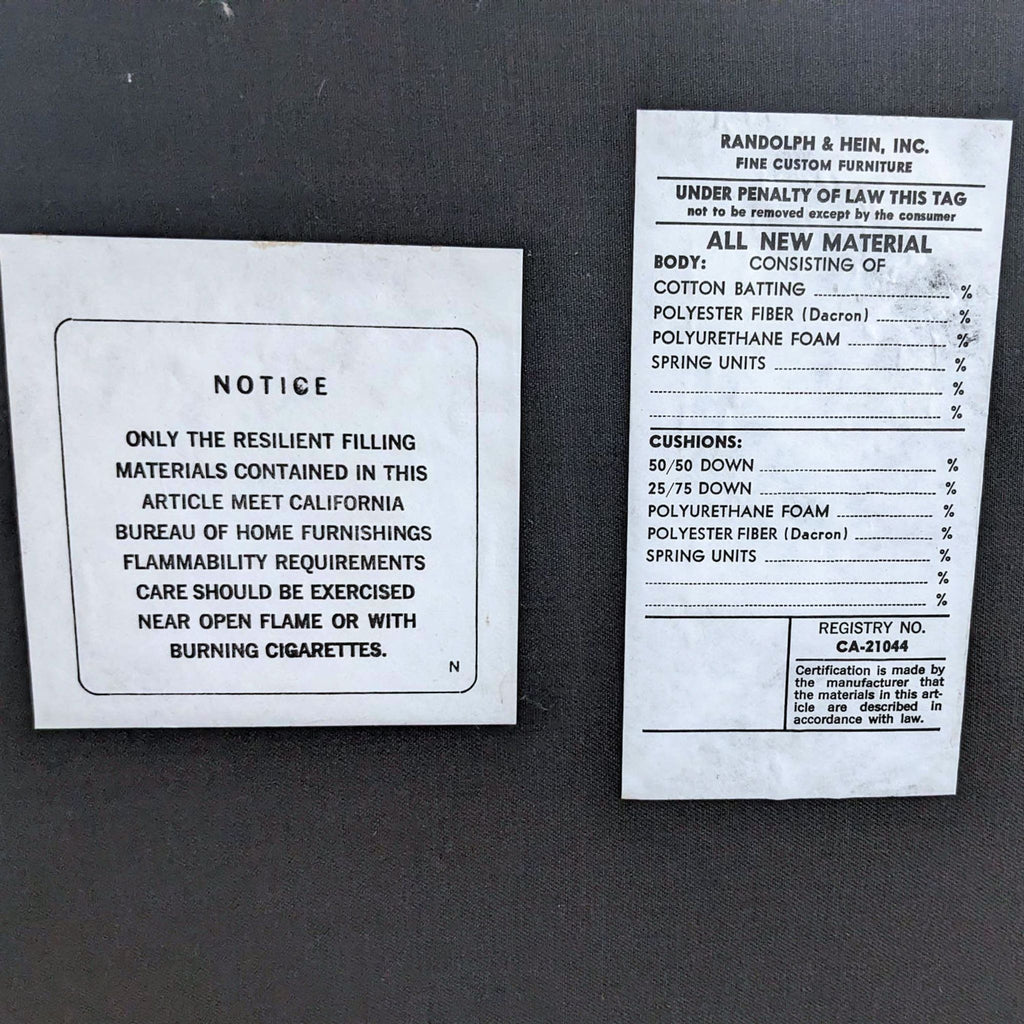 NOTICE
ONLY THE RESILIENT FILLING
MATERIALS CONTAINED IN THIS
ARTICLE MEET CALIFORNIA
BUREAU OF HOME FURNISHINGS
FLAMMABILITY REQUIREMENTS
CARE SHOULD BE EXERCISED
NEAR OPEN FLAME OR WITH
BURNING CIGARETTES.
N
RANDOLPH & HEIN, INC.
FINE CUSTOM FURNITURE
UNDER PENALTY OF LAW THIS TAG
not to be removed except by the consumer
ALL NEW MATERIAL
BODY: CONSISTING OF
COTTON BATTING %
POLYESTER FIBER (Dacron) %
POLYURETHANE FOAM %
SPRING UNITS %
%
%
CUSHIONS:
50/50 DOWN %
25/75 DOWN %
POLYURETHANE FOAM %
POLYESTER FIBER (Dacron) %
SPRING UNITS %
%
%
REGISTRY NO.
CA-21044
Certification is made by
the manufacturer that
the materials in this art-
icle are described in
accordance with law.